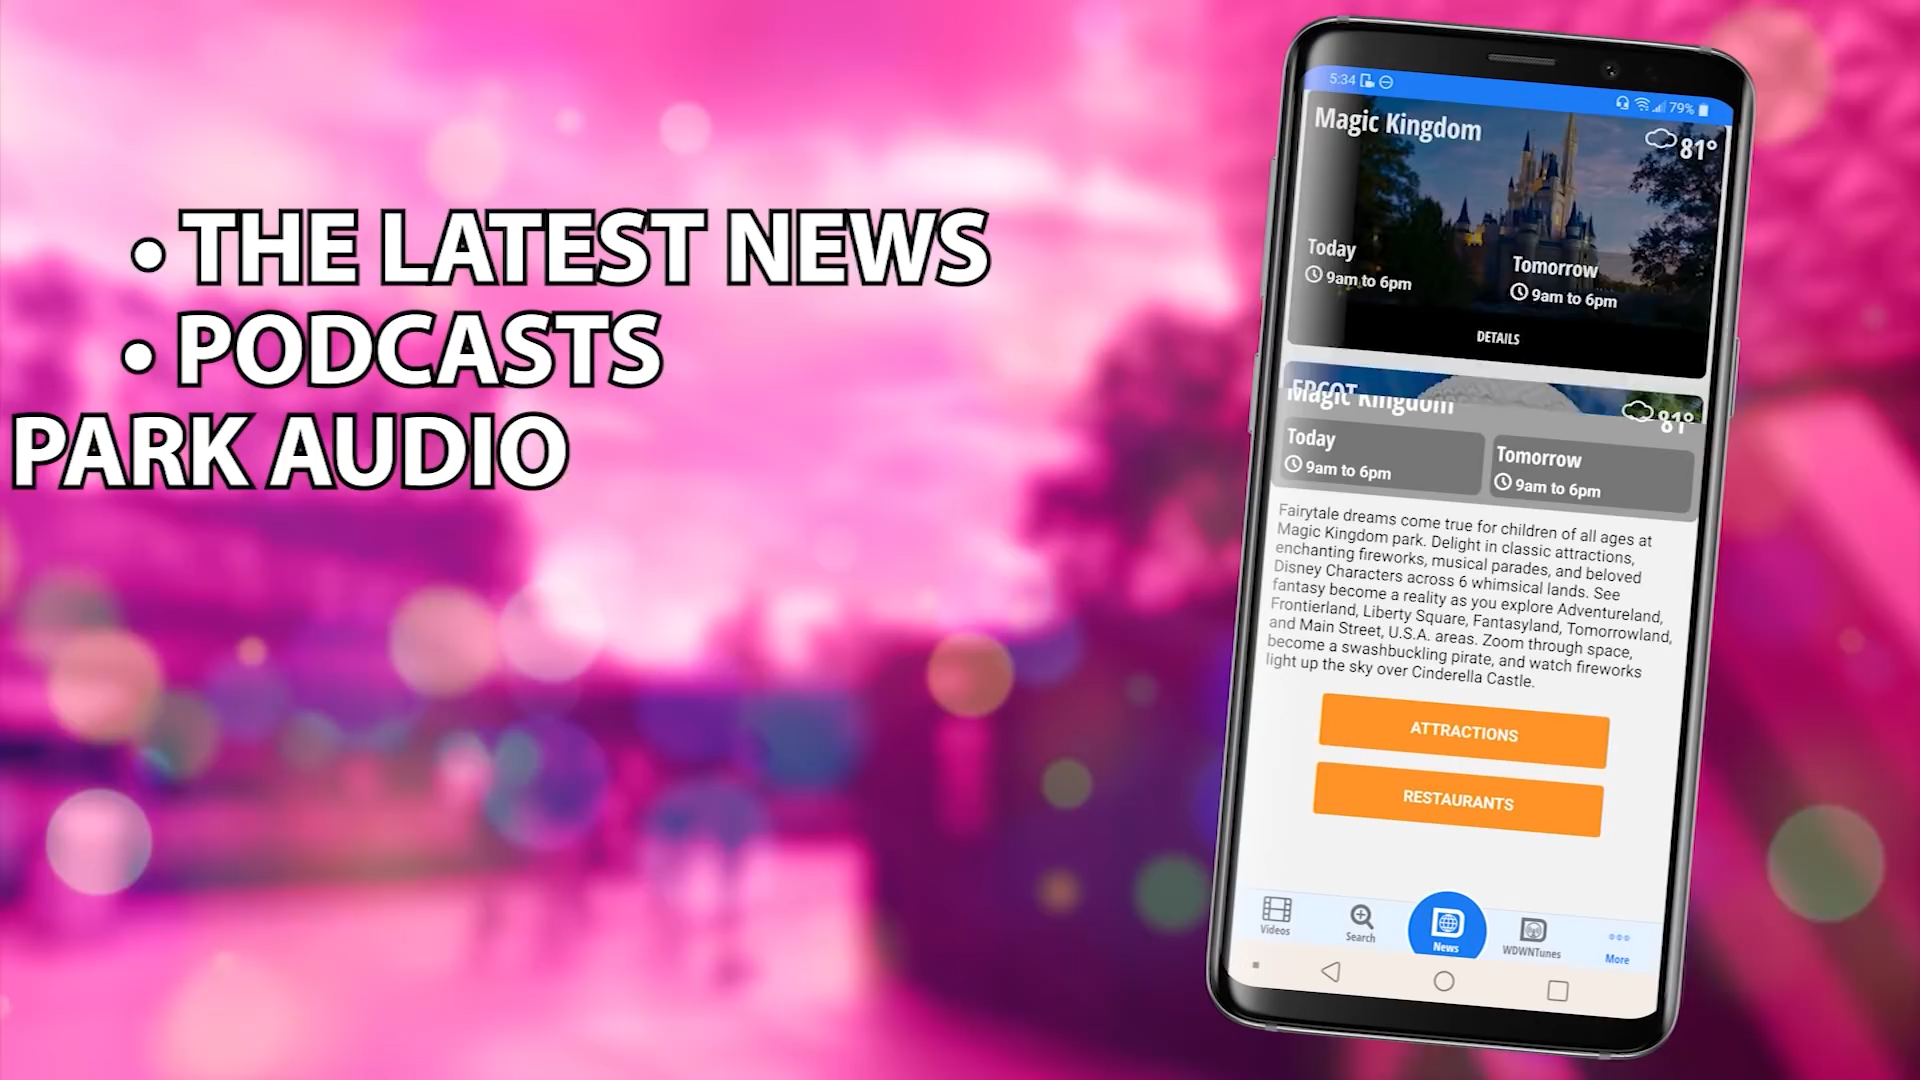 • THE LATEST NEWS
• PODCASTS
PARK AUDIO
5:34
79%
Magic Kingdom
81°
Today
Tomorrow
9am to 6pm
9am to 6pm
DETAILS
EPCOT
Magic Kingdom
81°
Today
Tomorrow
9am to 6pm
9am to 6pm
Fairytale dreams come true for children of all ages at
Magic Kingdom park. Delight in classic attractions,
enchanting fireworks, musical parades, and beloved
Disney Characters across 6 whimsical lands. See
fantasy become a reality as you explore Adventureland,
Frontierland, Liberty Square, Fantasyland, Tomorrowland,
and Main Street, U.S.A. areas. Zoom through space,
become a swashbuckling pirate, and watch fireworks
light up the sky over Cinderella Castle.
ATTRACTIONS
RESTAURANTS
Videos
Search
News
WDWNTunes
More